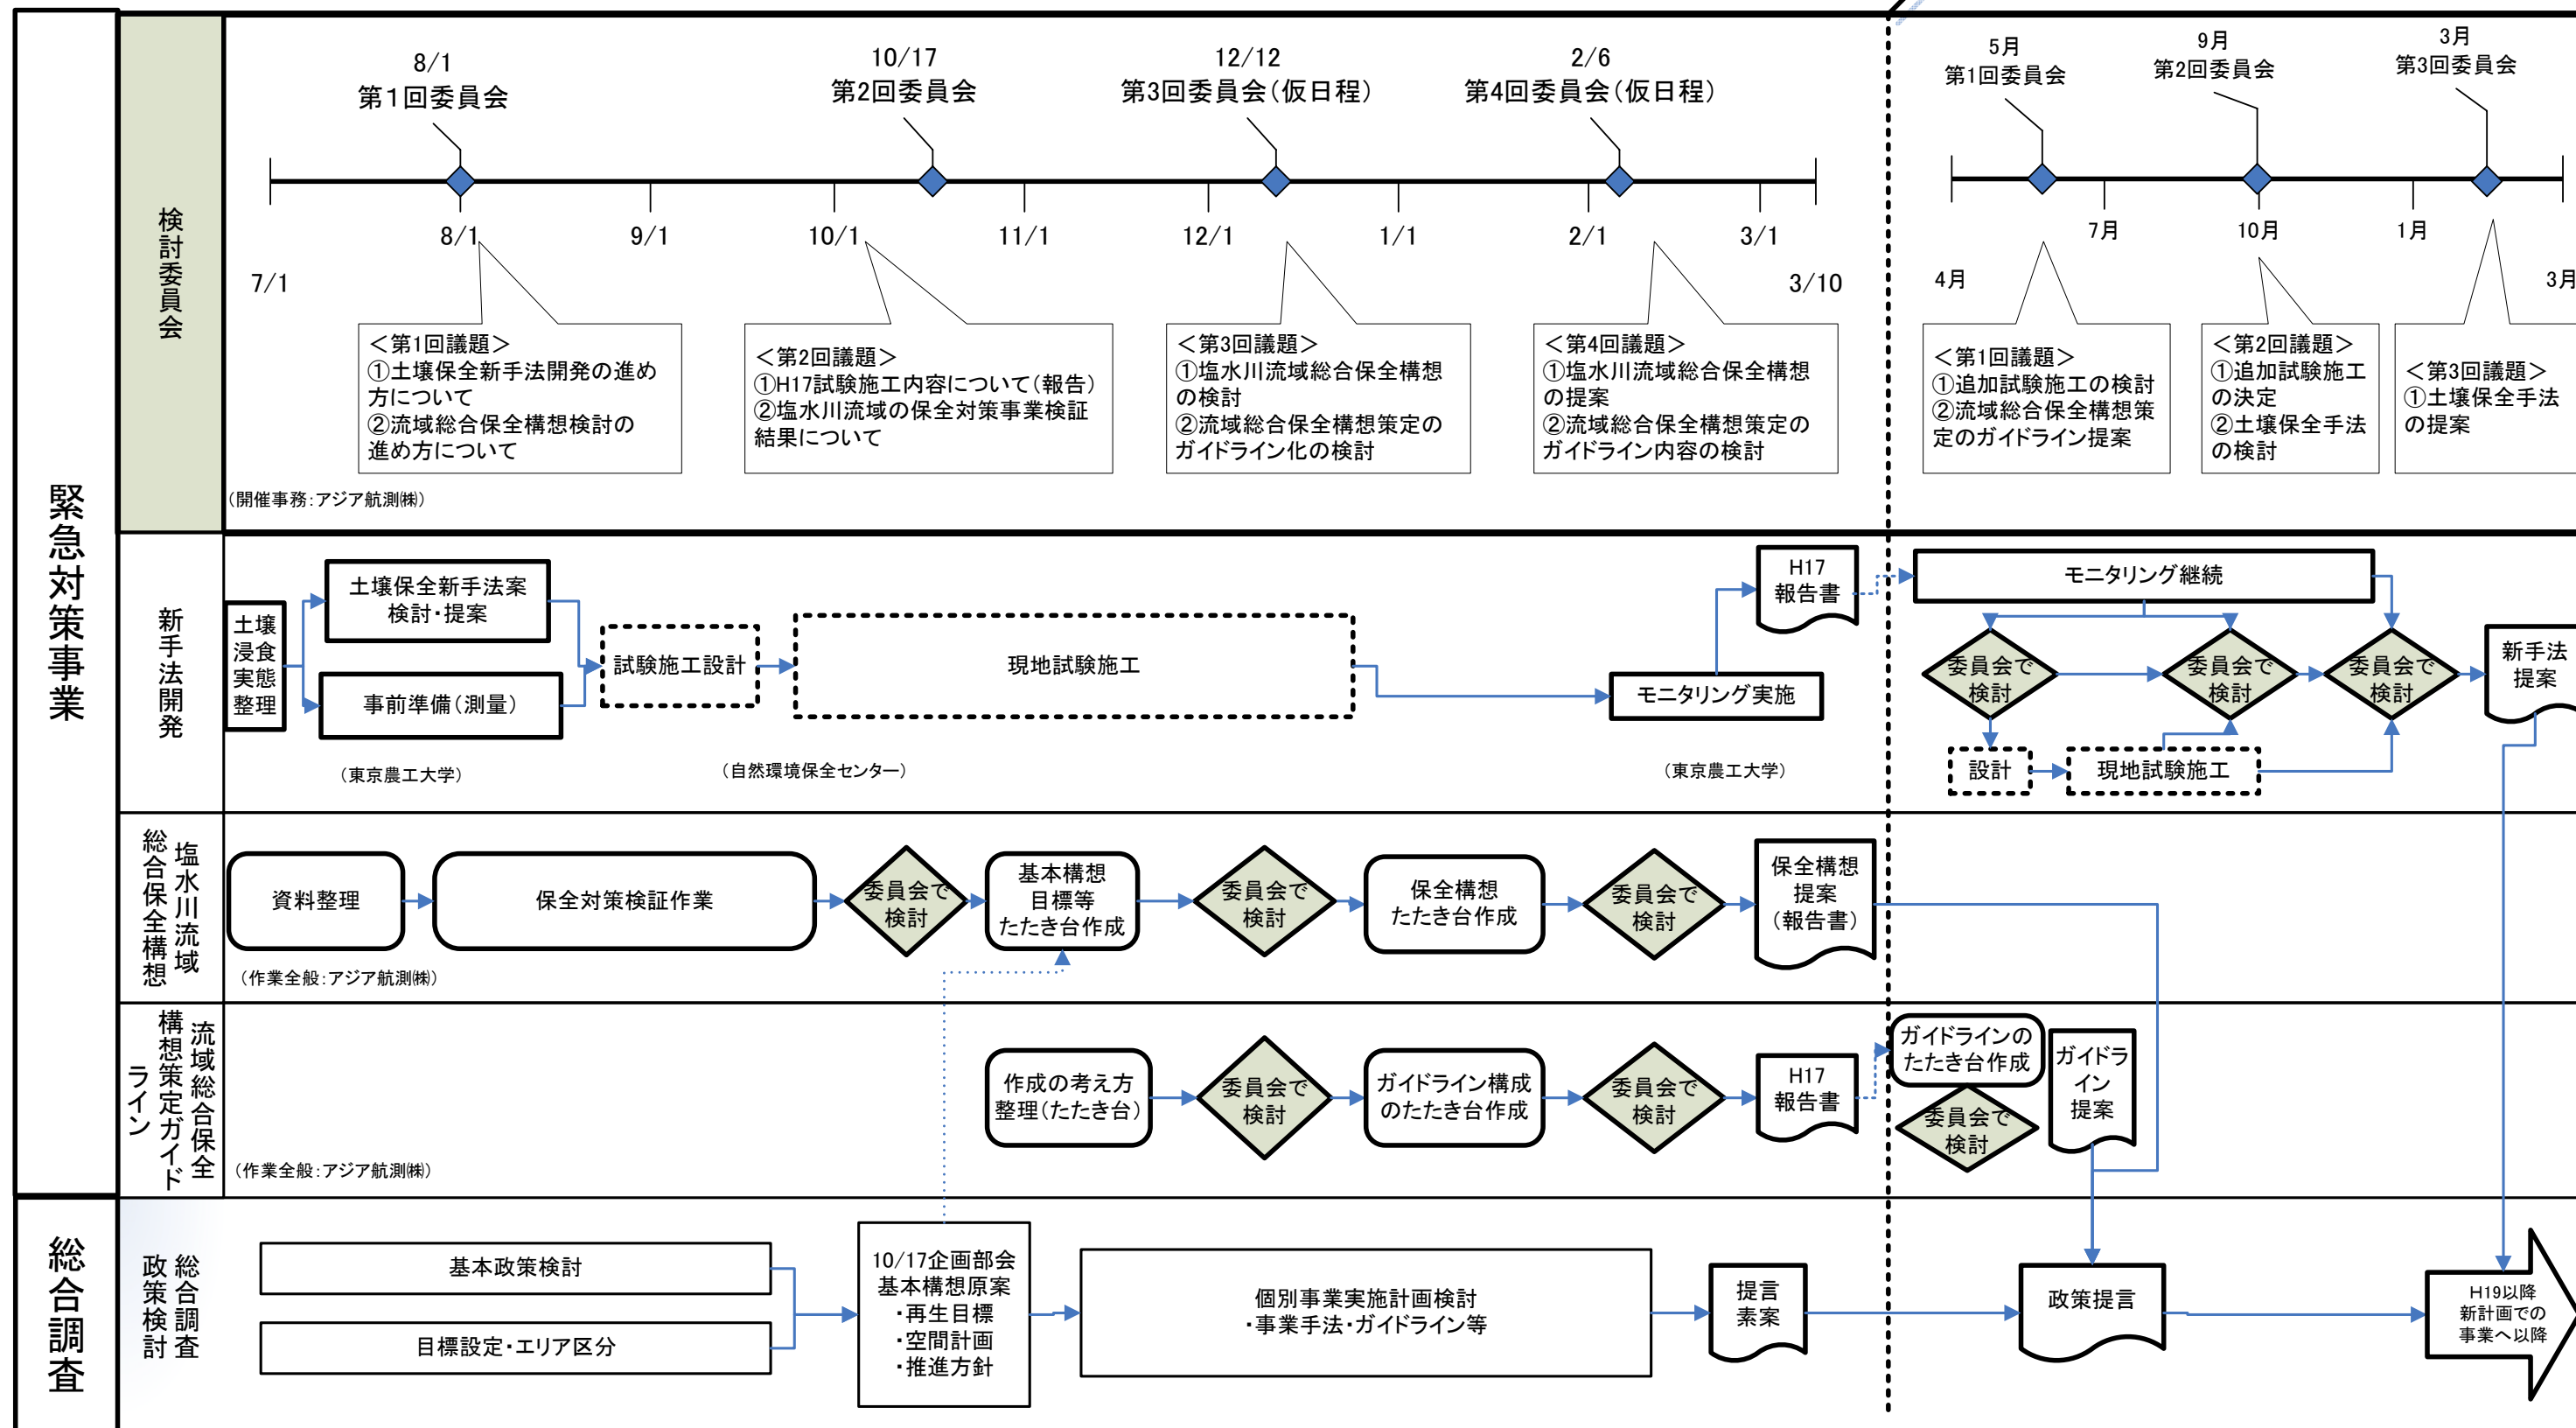 緊急対策事業
検討委員会
8/1
第１回委員会
10/17
第2回委員会
12/12
第3回委員会(仮日程)
2/6
第4回委員会(仮日程)
5月
第1回委員会
9月
第2回委員会
3月
第3回委員会
7/1
8/1
9/1
10/1
11/1
12/1
1/1
2/1
3/1
3/10
4月
7月
10月
1月
3月
＜第1回議題＞
①土壌保全新手法開発の進め
方について
②流域総合保全構想検討の
進め方について
＜第2回議題＞
①H17試験施工内容について(報告)
②塩水川流域の保全対策事業検証
結果について
＜第3回議題＞
①塩水川流域総合保全構想
の検討
②流域総合保全構想策定の
ガイドライン化の検討
＜第4回議題＞
①塩水川流域総合保全構想
の提案
②流域総合保全構想策定の
ガイドライン内容の検討
＜第1回議題＞
①追加試験施工の検討
②流域総合保全構想策
定のガイドライン提案
＜第2回議題＞
①追加試験施工
の決定
②土壌保全手法
の検討
＜第3回議題＞
①土壌保全手法
の提案
(開催事務:アジア航測㈱)
新手法開発
土壌
浸食
実態
整理
土壌保全新手法案
検討・提案
事前準備(測量)
試験施工設計
現地試験施工
モニタリング実施
H17
報告書
モニタリング継続
委員会で
検討
委員会で
検討
委員会で
検討
新手法
提案
設計
現地試験施工
(東京農工大学)
(自然環境保全センター)
(東京農工大学)
塩水川流域
総合保全構想
資料整理
保全対策検証作業
委員会で
検討
基本構想
目標等
たたき台作成
委員会で
検討
保全構想
たたき台作成
委員会で
検討
保全構想
提案
(報告書)
(作業全般:アジア航測㈱)
流域総合保全
構想策定ガイド
ライン
作成の考え方
整理(たたき台)
委員会で
検討
ガイドライン構成
のたたき台作成
委員会で
検討
H17
報告書
ガイドラインの
たたき台作成
委員会で
検討
ガイドラ
イン
提案
(作業全般:アジア航測㈱)
総合調査
総合調査
政策検討
基本政策検討
目標設定・エリア区分
10/17企画部会
基本構想原案
・再生目標
・空間計画
・推進方針
個別事業実施計画検討
・事業手法・ガイドライン等
提言
素案
政策提言
H19以降
新計画での
事業へ以降